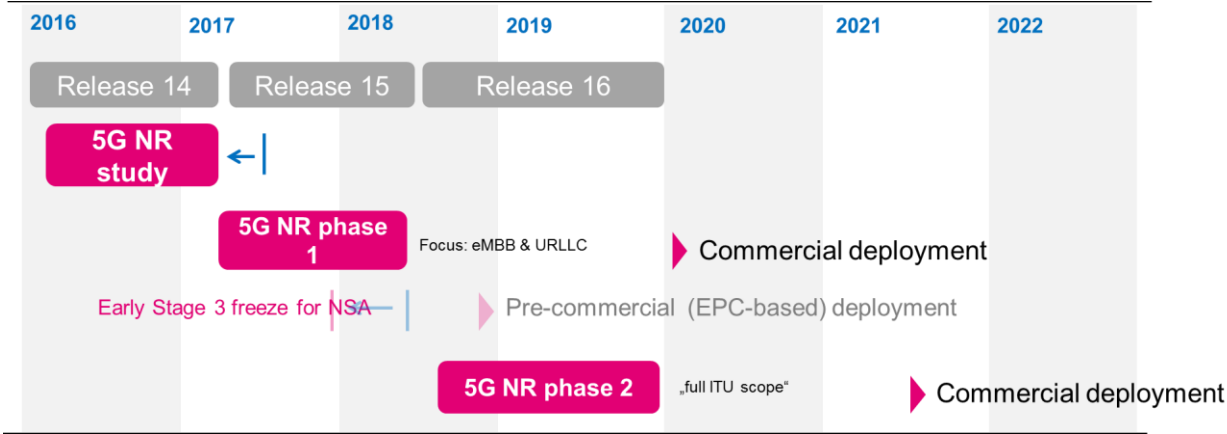 2016 2017 2018 2019 2020 2021 2022
Release 14 Release 15 Release 16
5G NR
study
5G NR phase
1
Focus: eMBB & URLLC
Commercial deployment
Early Stage 3 freeze for NSA
Pre-commercial (EPC-based) deployment
5G NR phase 2
„full ITU scope“
Commercial deployment